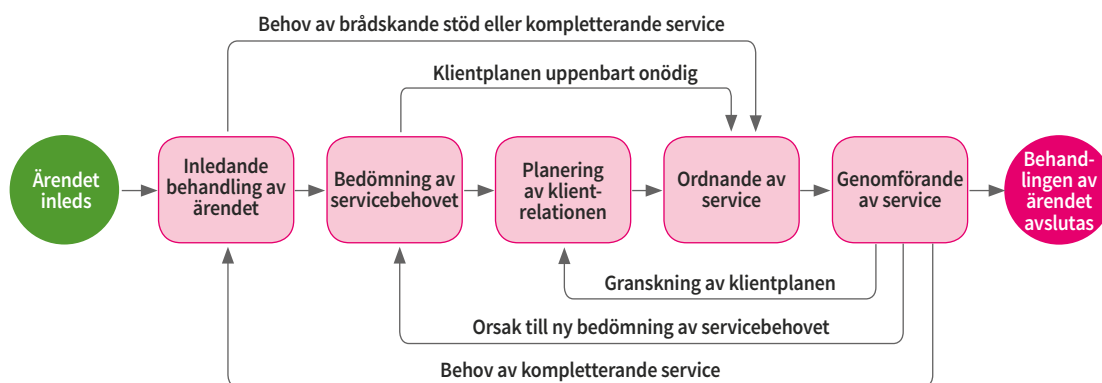 Behov av brådskande stöd eller kompletterande service
Klientplanen uppenbart onödig
Ärendet
inleds
Inledande
behandling av
ärendet
Bedömning av
servicebehovet
Planering
av klient-
relationen
Ordnande av
service
Genomförande
av service
Behand-
lingen av
ärendet
avslutas
Granskning av klientplanen
Orsak till ny bedömning av servicebehovet
Behov av kompletterande service